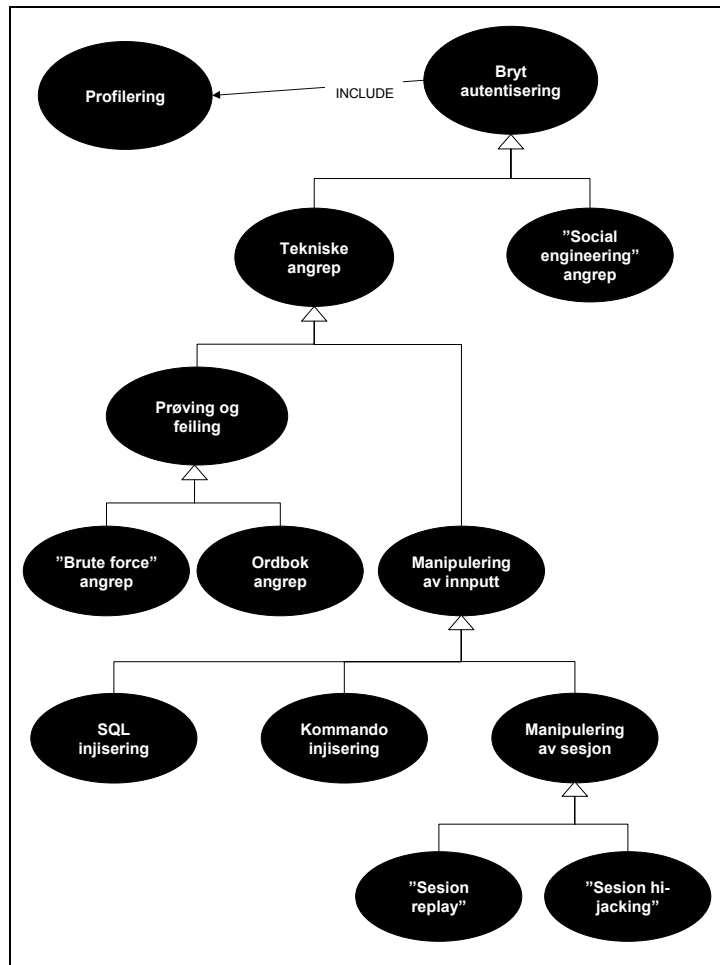 Bryt
autentisering
Profilering
INCLUDE
Tekniske
angrep
”Social
engineering”
angrep
Prøving og
feiling
”Brute force”
angrep
Ordbok
angrep
Manipulering
av innputt
SQL
injisering
Kommando
injisering
Manipulering
av sesjon
”Sesion
replay”
”Sesion hi-
jacking”